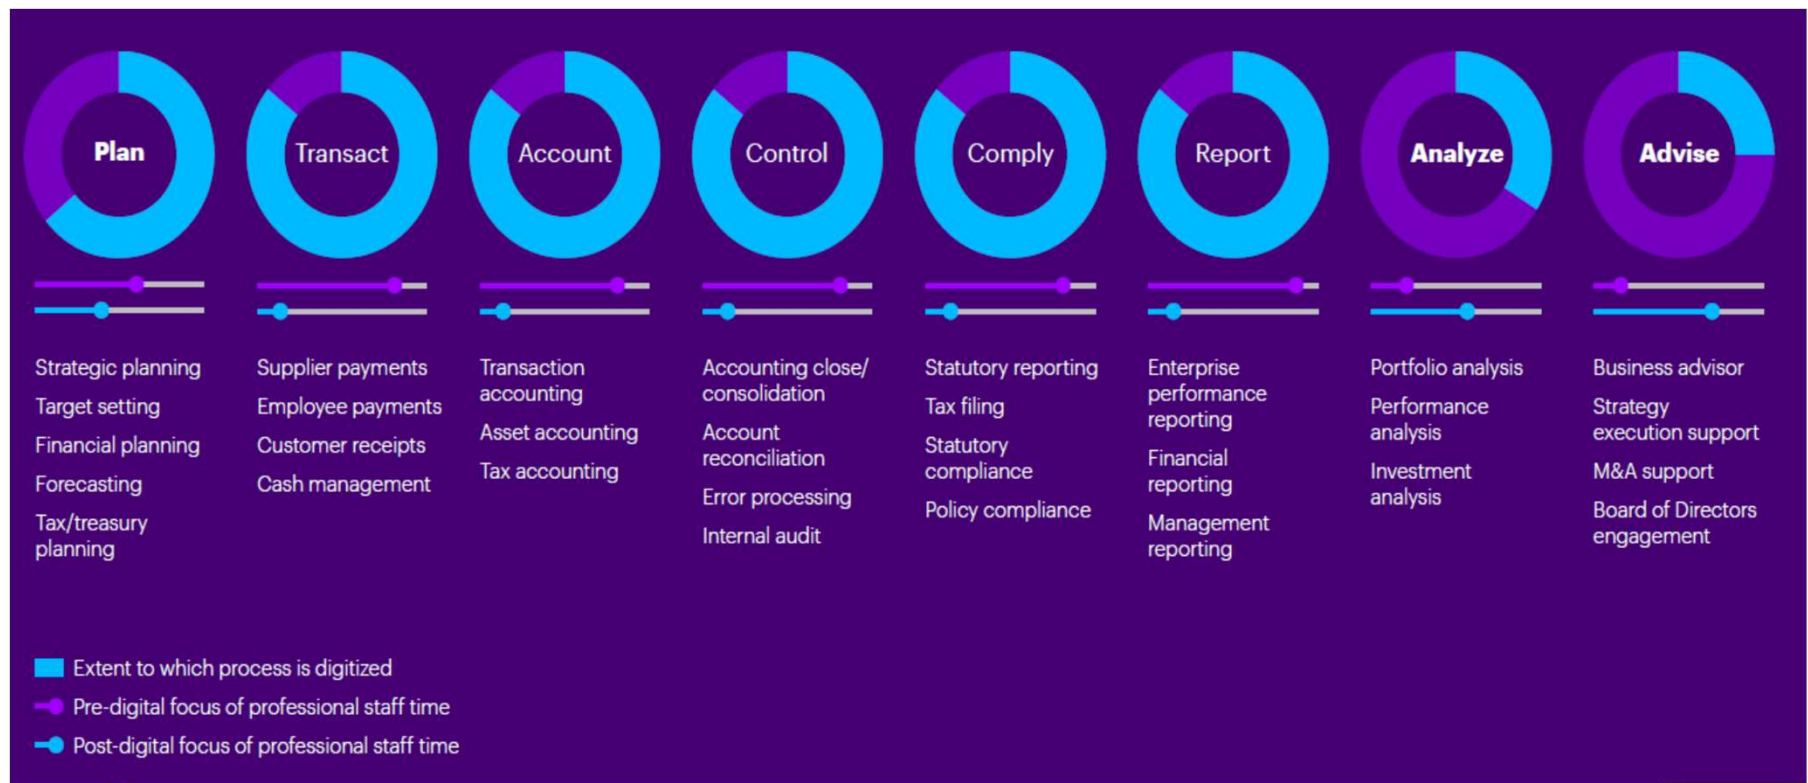 Plan
Transact
Account
Control
Comply
Report
Analyze
Advise
Strategic planning
Target setting
Financial planning
Forecasting
Tax/treasury
planning
Supplier payments
Employee payments
Customer receipts
Cash management
Transaction
accounting
Asset accounting
Tax accounting
Accounting close/
consolidation
Account
reconciliation
Error processing
Internal audit
Statutory reporting
Tax filing
Statutory
compliance
Policy compliance
Enterprise
performance
reporting
Financial
reporting
Management
reporting
Portfolio analysis
Performance
analysis
Investment
analysis
Business advisor
Strategy
execution support
M&A support
Board of Directors
engagement
Extent to which process is digitized
Pre-digital focus of professional staff time
Post-digital focus of professional staff time